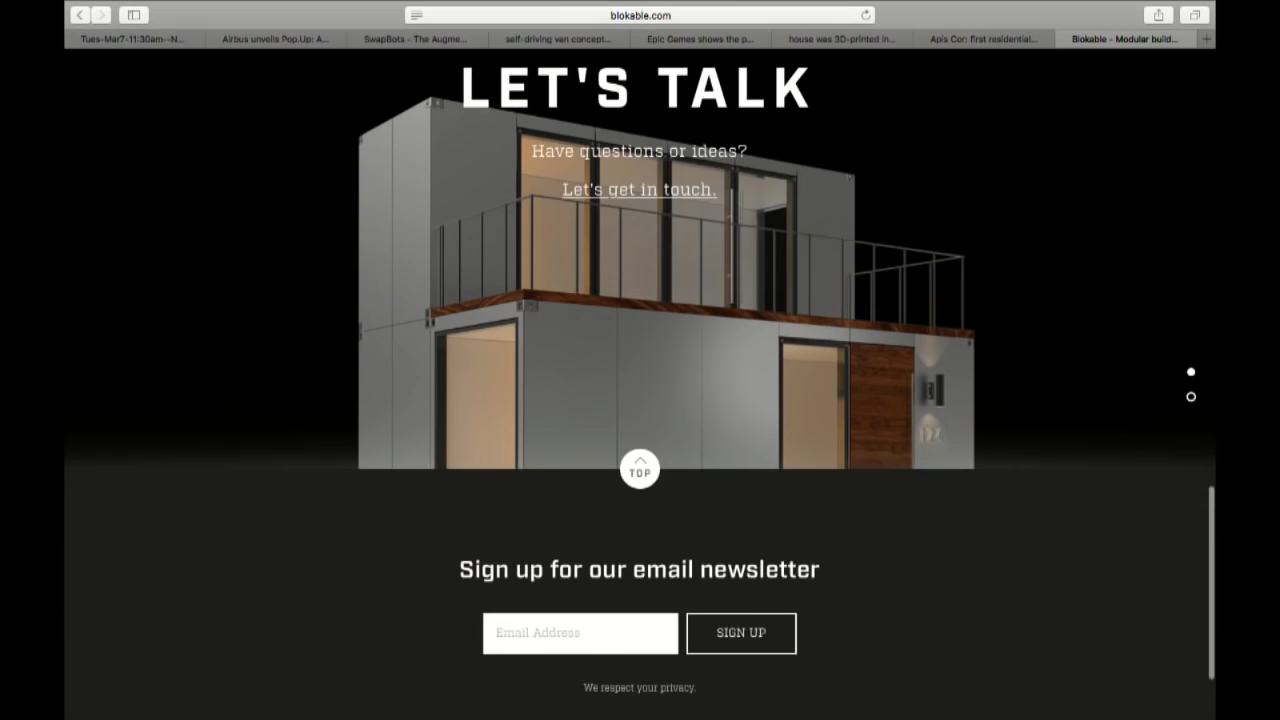 blokable.com
Tues-Mar7-11:30am--N...
Airbus unveils Pop.Up: A...
SwapBots - The Augme...
self-driving van concept...
Epic Games shows the p...
house was 3D-printed in...
Apis Cor: first residential...
Blokable - Modular build...
LET'S TALK
Have questions or ideas?
Let's get in touch.
TOP
Sign up for our email newsletter
Email Address
SIGN UP
We respect your privacy.